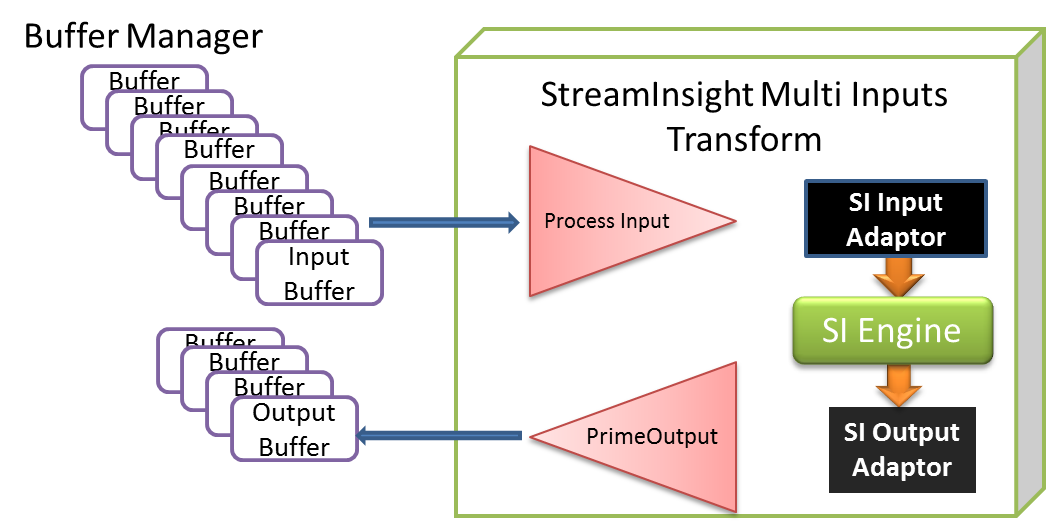 Buffer Manager
Buffer
Buffer
Buffer
Buffer
Buffer
Buffer
Buffer
Input
Buffer
Buffer
Buffer
Buffer
Output
Buffer
StreamInsight Multi Inputs
Transform
Process Input
PrimeOutput
SI Input
Adaptor
SI Engine
SI Output
Adaptor